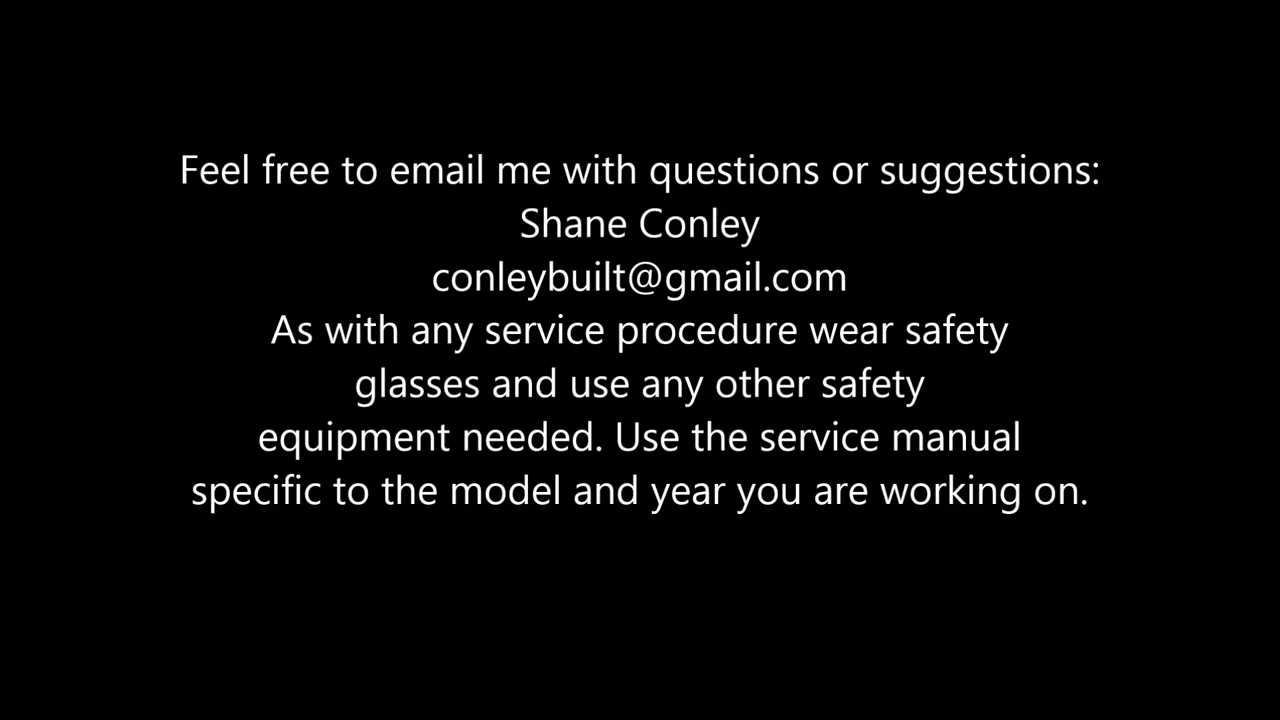 Feel free to email me with questions or suggestions:
Shane Conley
conleybuilt@gmail.com
As with any service procedure wear safety
glasses and use any other safety
equipment needed. Use the service manual
specific to the model and year you are working on.